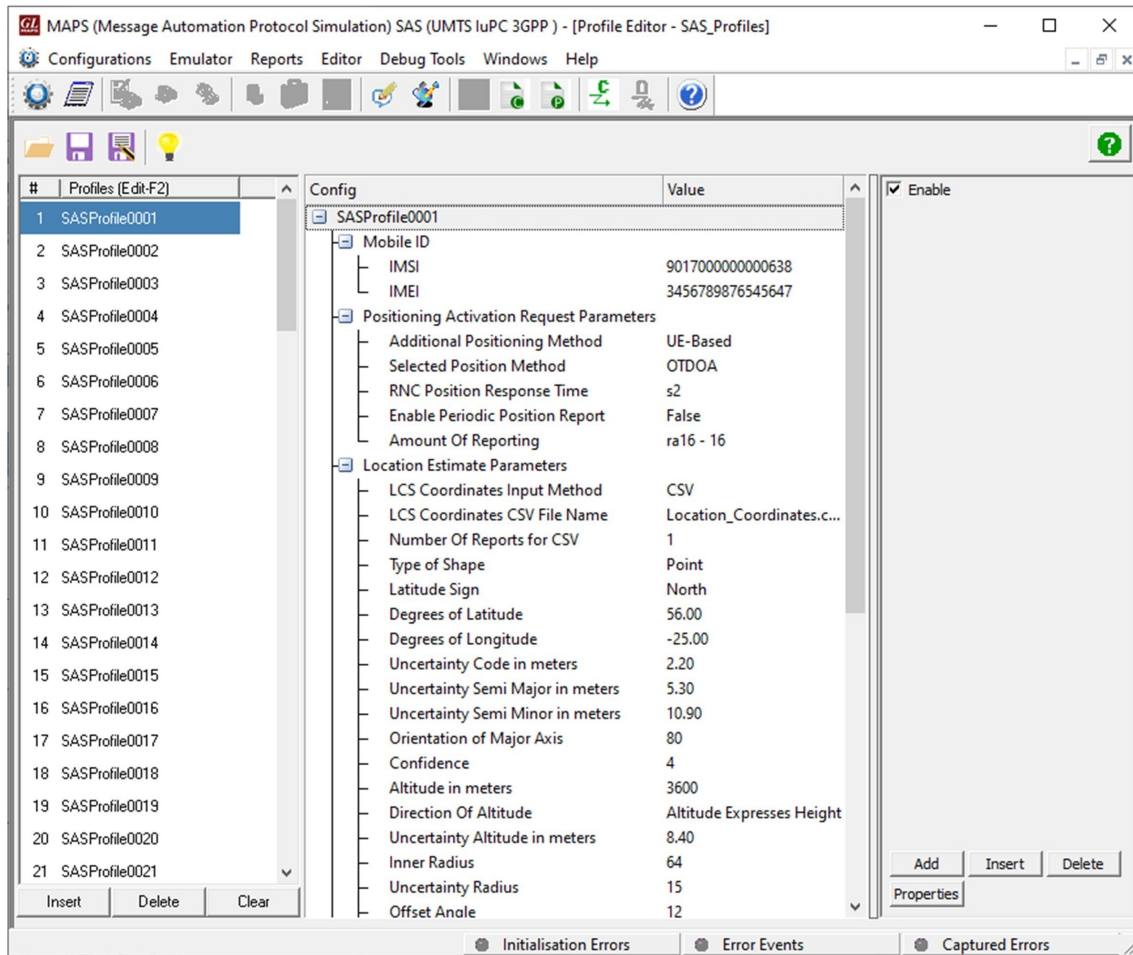 GL MAPS MAPS (Message Automation Protocol Simulation) SAS (UMTS IuPC 3GPP ) - [Profile Editor - SAS_Profiles]
Configurations Emulator Reports Editor Debug Tools Windows Help
# Profiles (Edit-F2)
1 SASProfile0001
2 SASProfile0002
3 SASProfile0003
4 SASProfile0004
5 SASProfile0005
6 SASProfile0006
7 SASProfile0007
8 SASProfile0008
9 SASProfile0009
10 SASProfile0010
11 SASProfile0011
12 SASProfile0012
13 SASProfile0013
14 SASProfile0014
15 SASProfile0015
16 SASProfile0016
17 SASProfile0017
18 SASProfile0018
19 SASProfile0019
20 SASProfile0020
21 SASProfile0021
Insert Delete Clear
Config Value
SASProfile0001
Mobile ID
IMSI 9017000000000638
IMEI 3456789876545647
Positioning Activation Request Parameters
Additional Positioning Method UE-Based
Selected Position Method OTDOA
RNC Position Response Time s2
Enable Periodic Position Report False
Amount Of Reporting ra16 - 16
Location Estimate Parameters
LCS Coordinates Input Method CSV
LCS Coordinates CSV File Name Location_Coordinates.c...
Number Of Reports for CSV 1
Type of Shape Point
Latitude Sign North
Degrees of Latitude 56.00
Degrees of Longitude -25.00
Uncertainty Code in meters 2.20
Uncertainty Semi Major in meters 5.30
Uncertainty Semi Minor in meters 10.90
Orientation of Major Axis 80
Confidence 4
Altitude in meters 3600
Direction Of Altitude Altitude Expresses Height
Uncertainty Altitude in meters 8.40
Inner Radius 64
Uncertainty Radius 15
Offset Angle 12
Enable
Add Insert Delete
Properties
Initialisation Errors Error Events Captured Errors